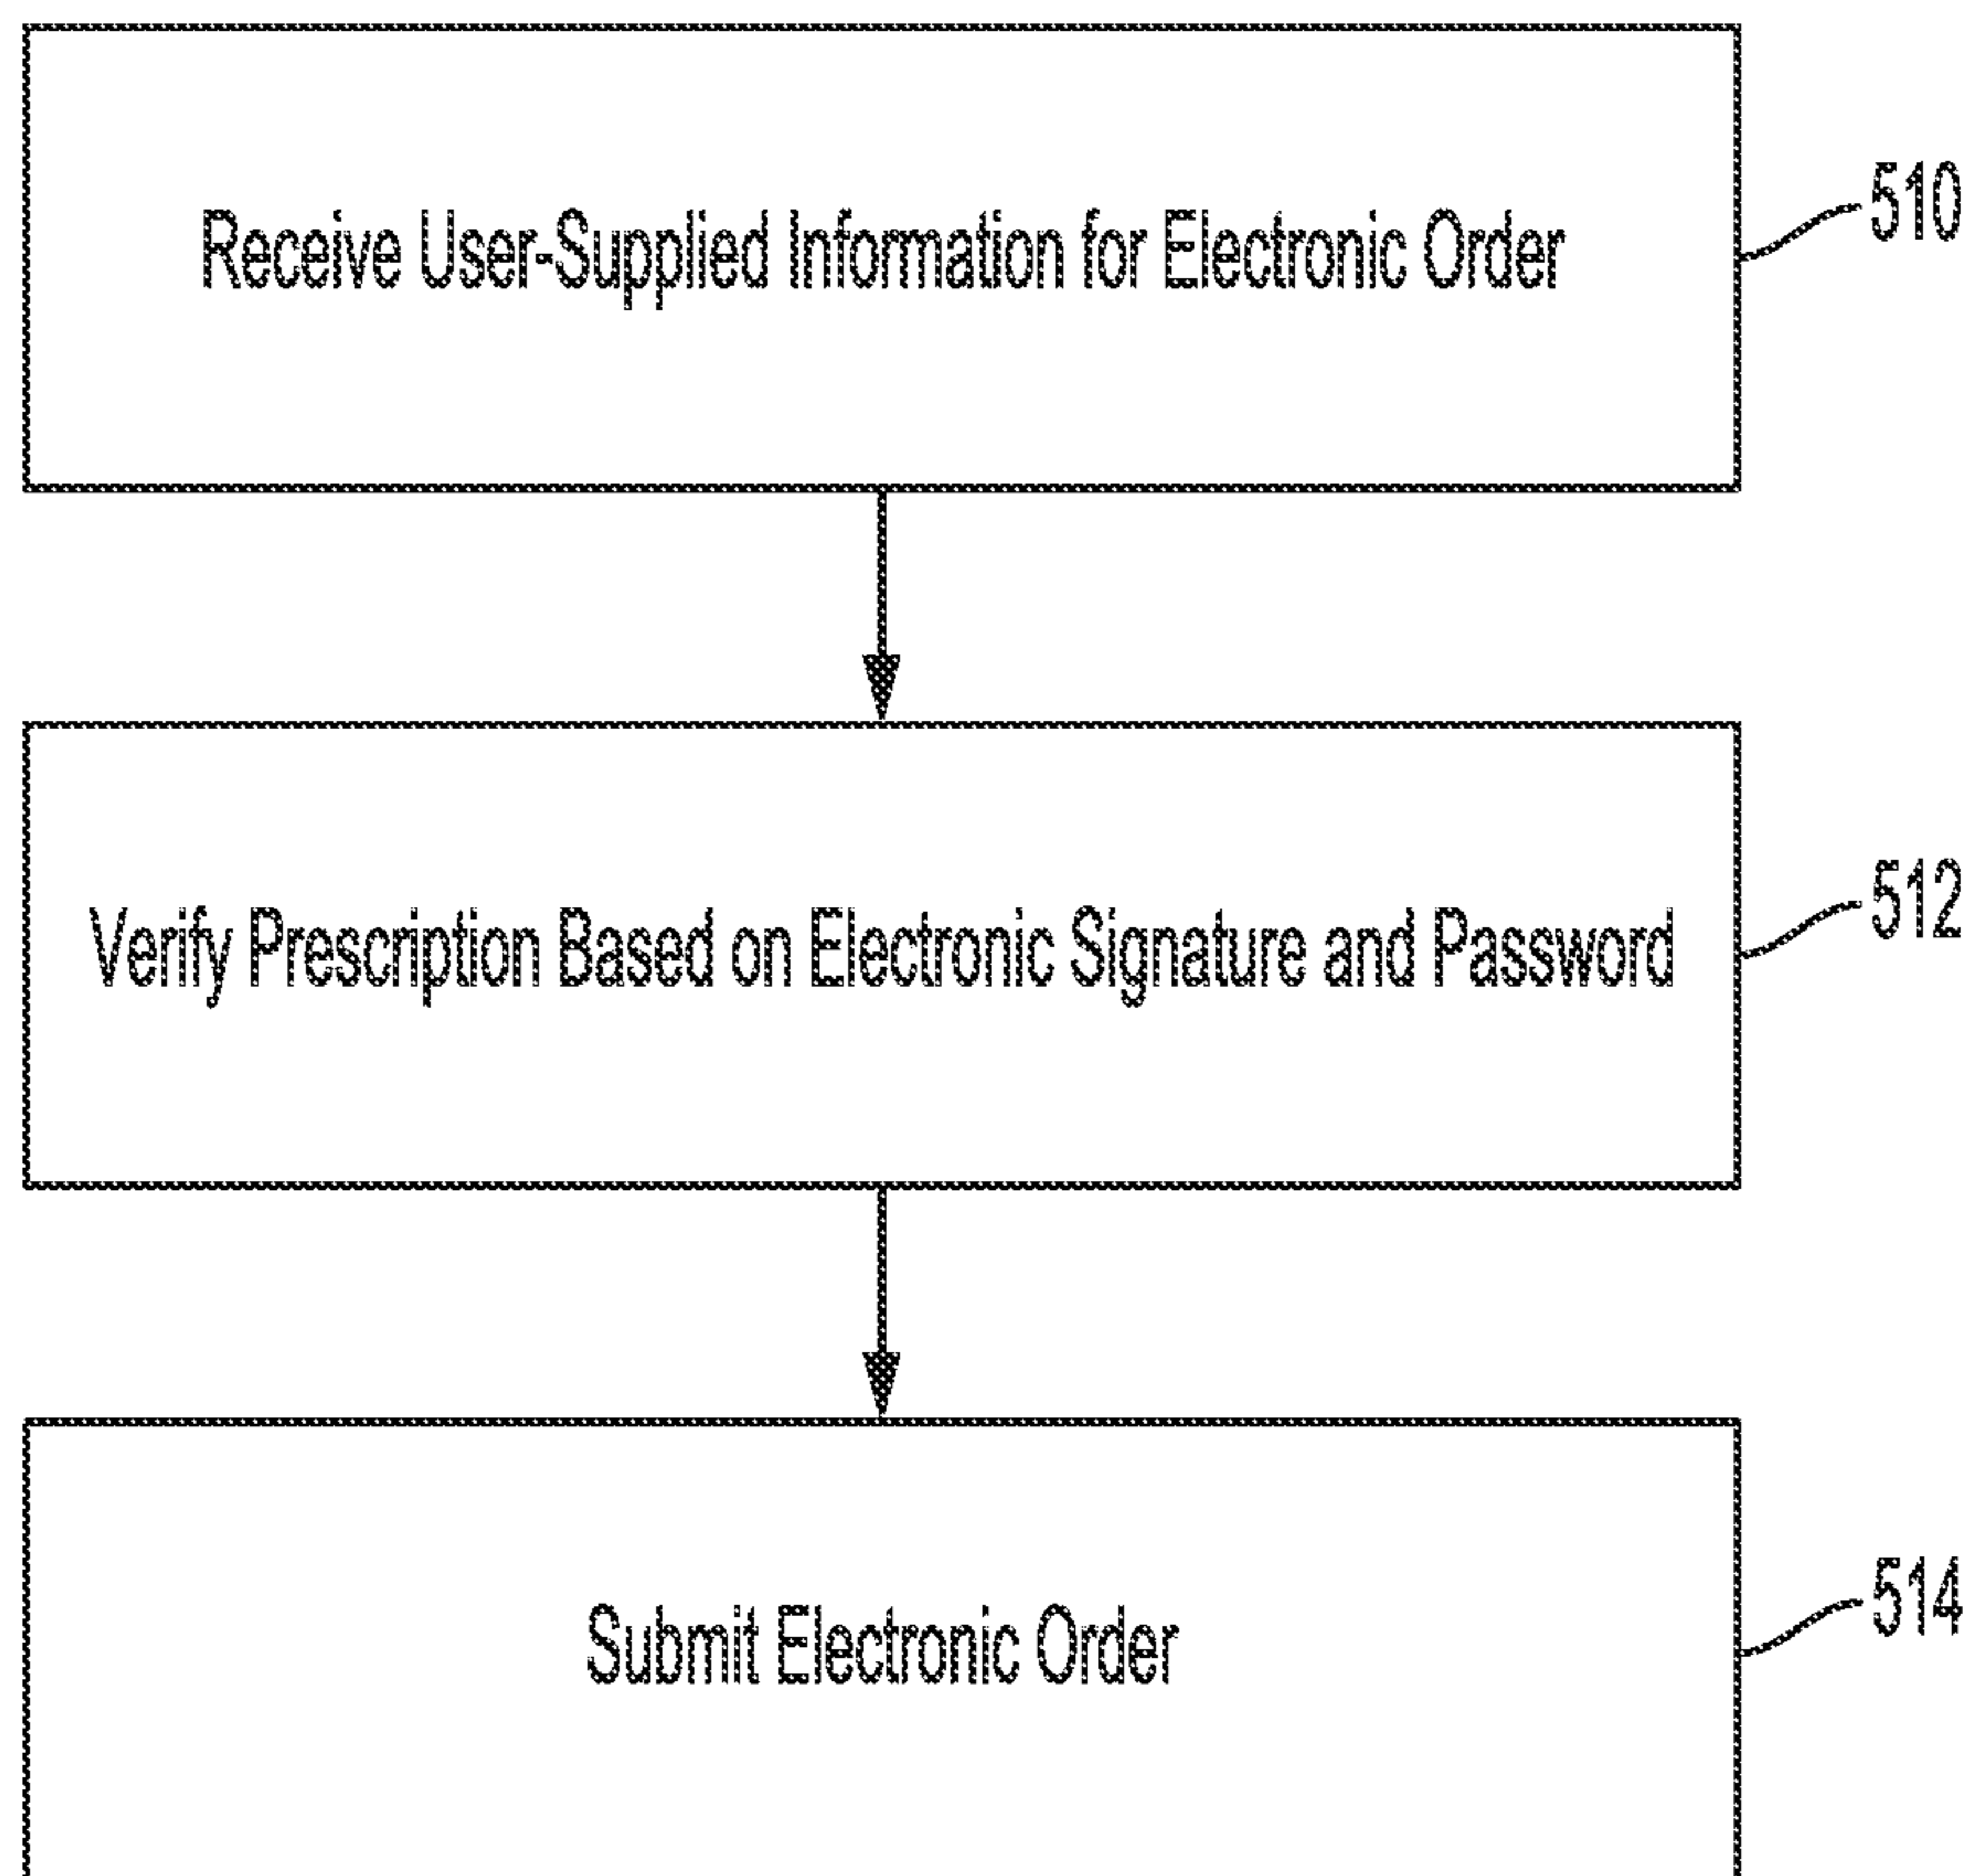 Receive User-Supplied Information for Electronic Order
510
Verify Prescription Based on Electronic Signature and Password
512
Submit Electronic Order
514